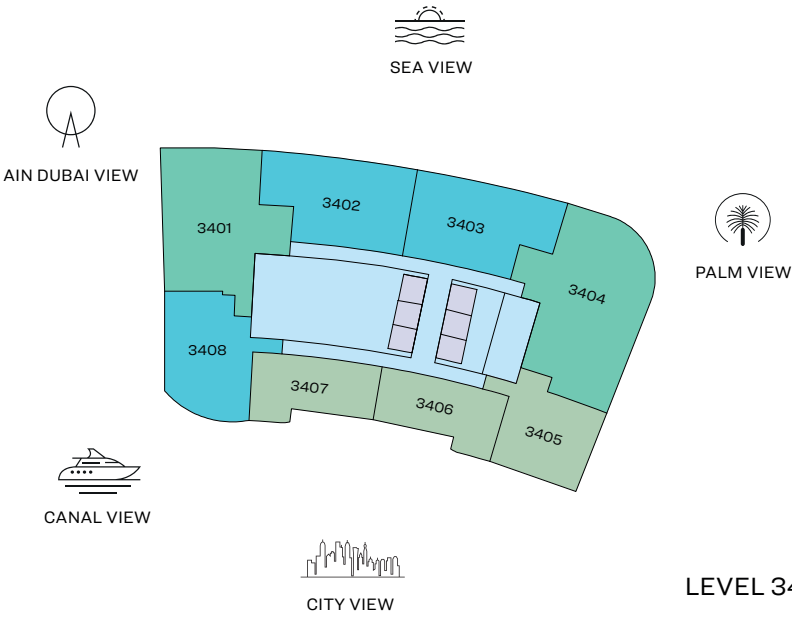 SEA VIEW
AIN DUBAI VIEW
3401
3402
3403
3404
PALM VIEW
3408
3407
3406
3405
CANAL VIEW
CITY VIEW
LEVEL 34